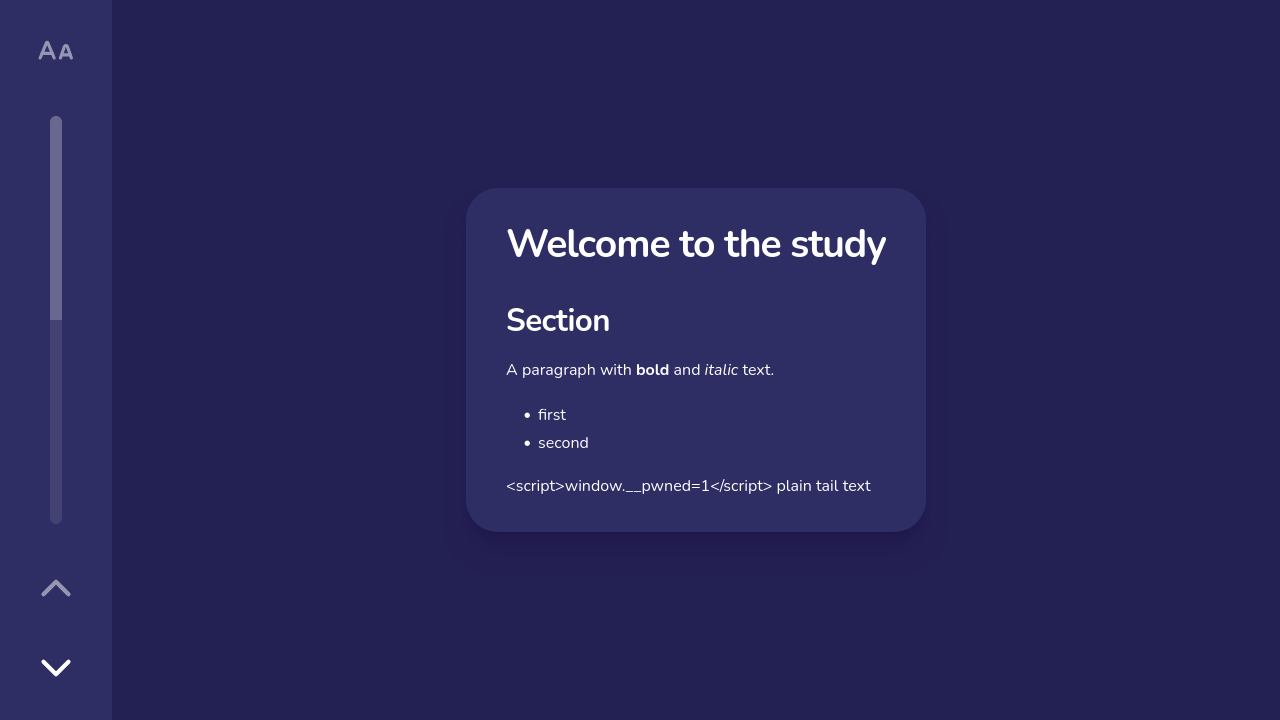 AA
Welcome to the study
Section
A paragraph with bold and italic text.
• first
• second
<script>window.__pwned=1</script> plain tail text